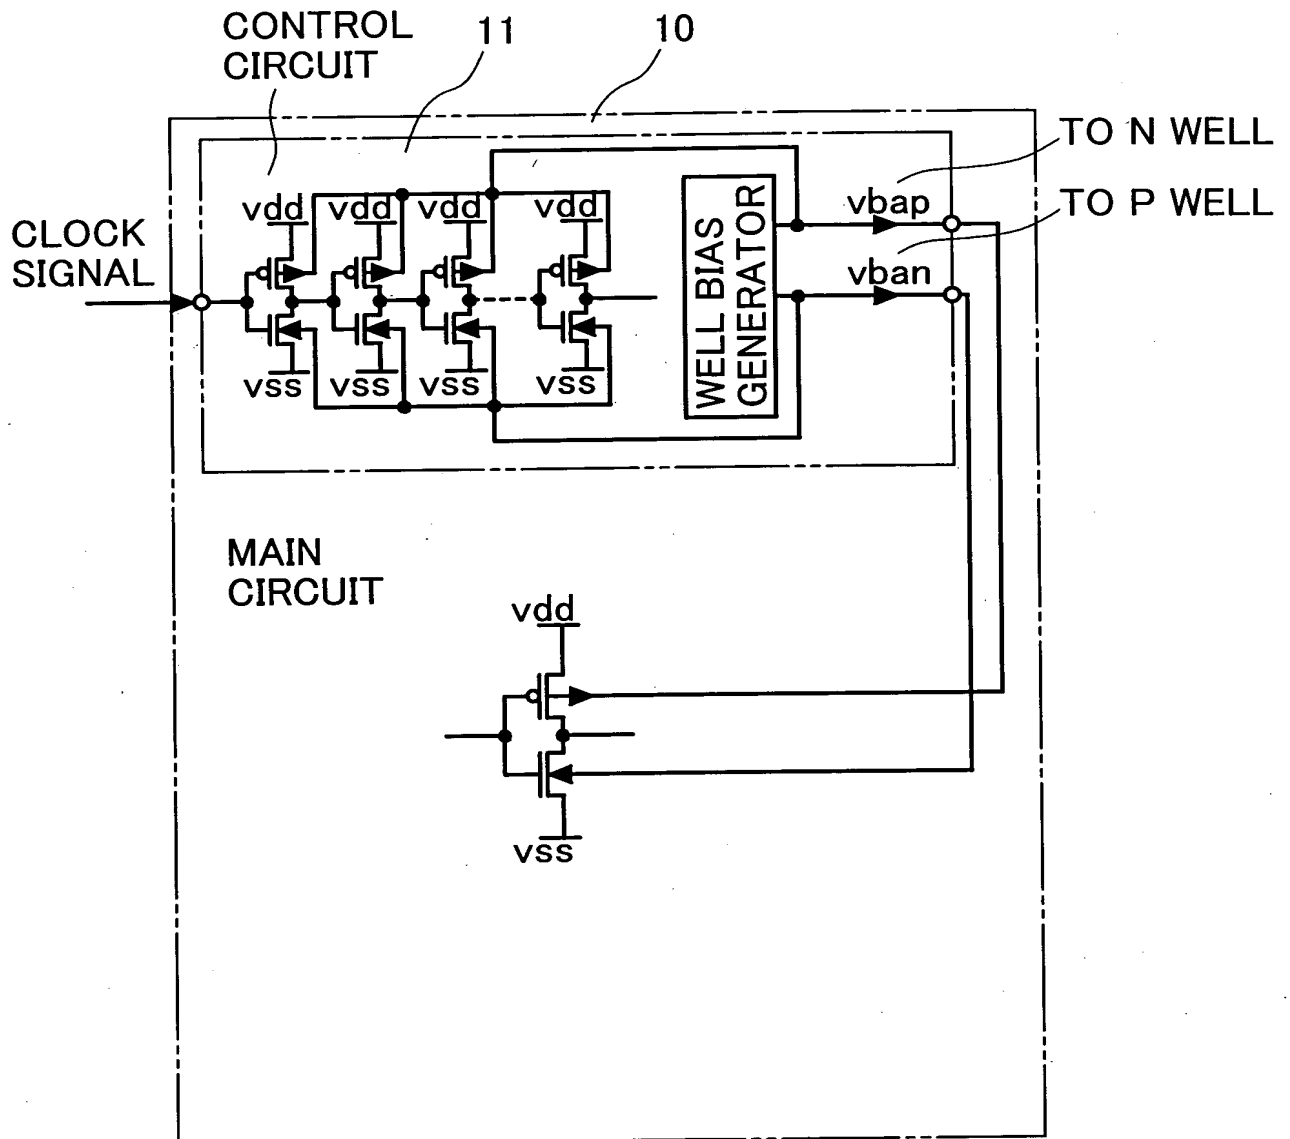 CONTROL
CIRCUIT
11
10
TO N WELL
TO P WELL
CLOCK
SIGNAL
vdd vdd vdd vdd
vss vss vss vss
WELL BIAS
GENERATOR
vbap
vban
MAIN
CIRCUIT
vdd
vss